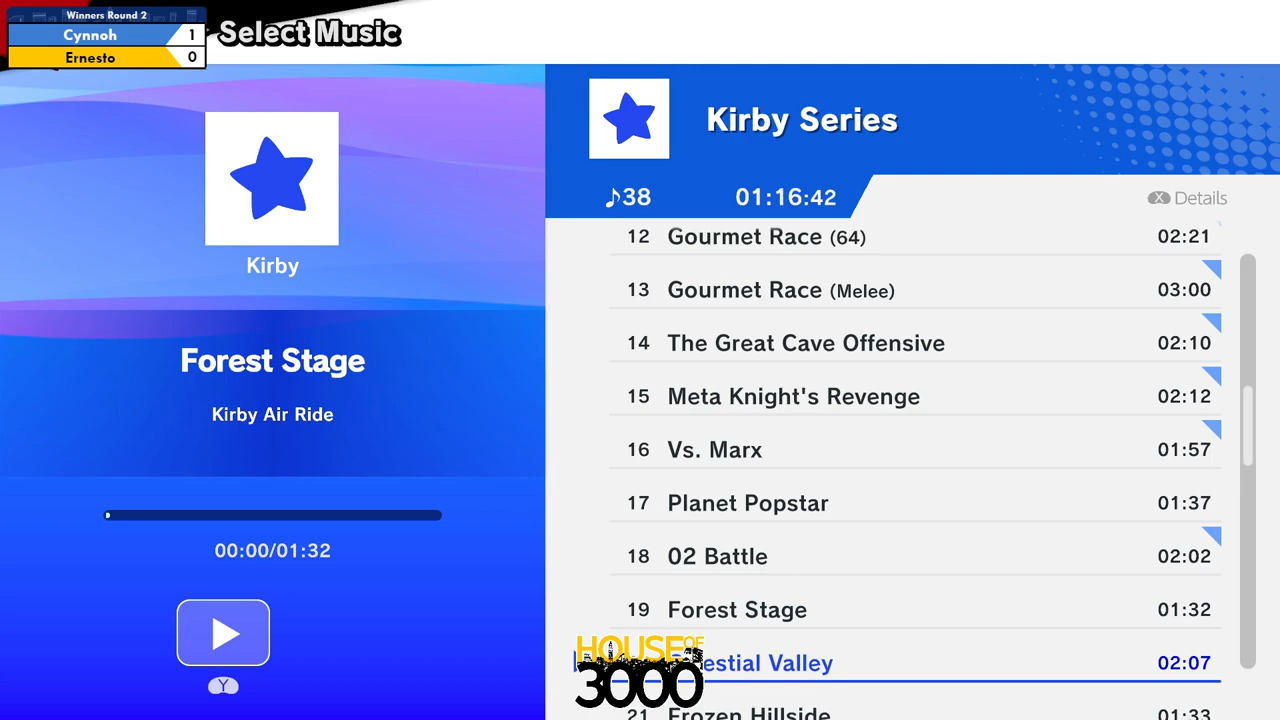 Winners Round 2
Cynnoh 1
Ernesto 0
Select Music
Kirby
Forest Stage
Kirby Air Ride
00:00/01:32
Y
Kirby Series
♪38 01:16:42
X Details
12 Gourmet Race (64) 02:21
13 Gourmet Race (Melee) 03:00
14 The Great Cave Offensive 02:10
15 Meta Knight's Revenge 02:12
16 Vs. Marx 01:57
17 Planet Popstar 01:37
18 02 Battle 02:02
19 Forest Stage 01:32
estial Valley 02:07
21 Frozen Hillside 01:33
HOUSE OF
3000